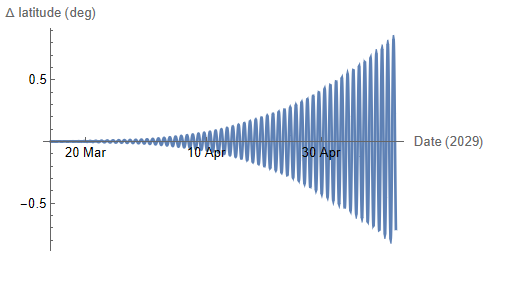 Δ latitude (deg)
0.5
Date (2029)
20 Mar 10 Apr 30 Apr
-0.5